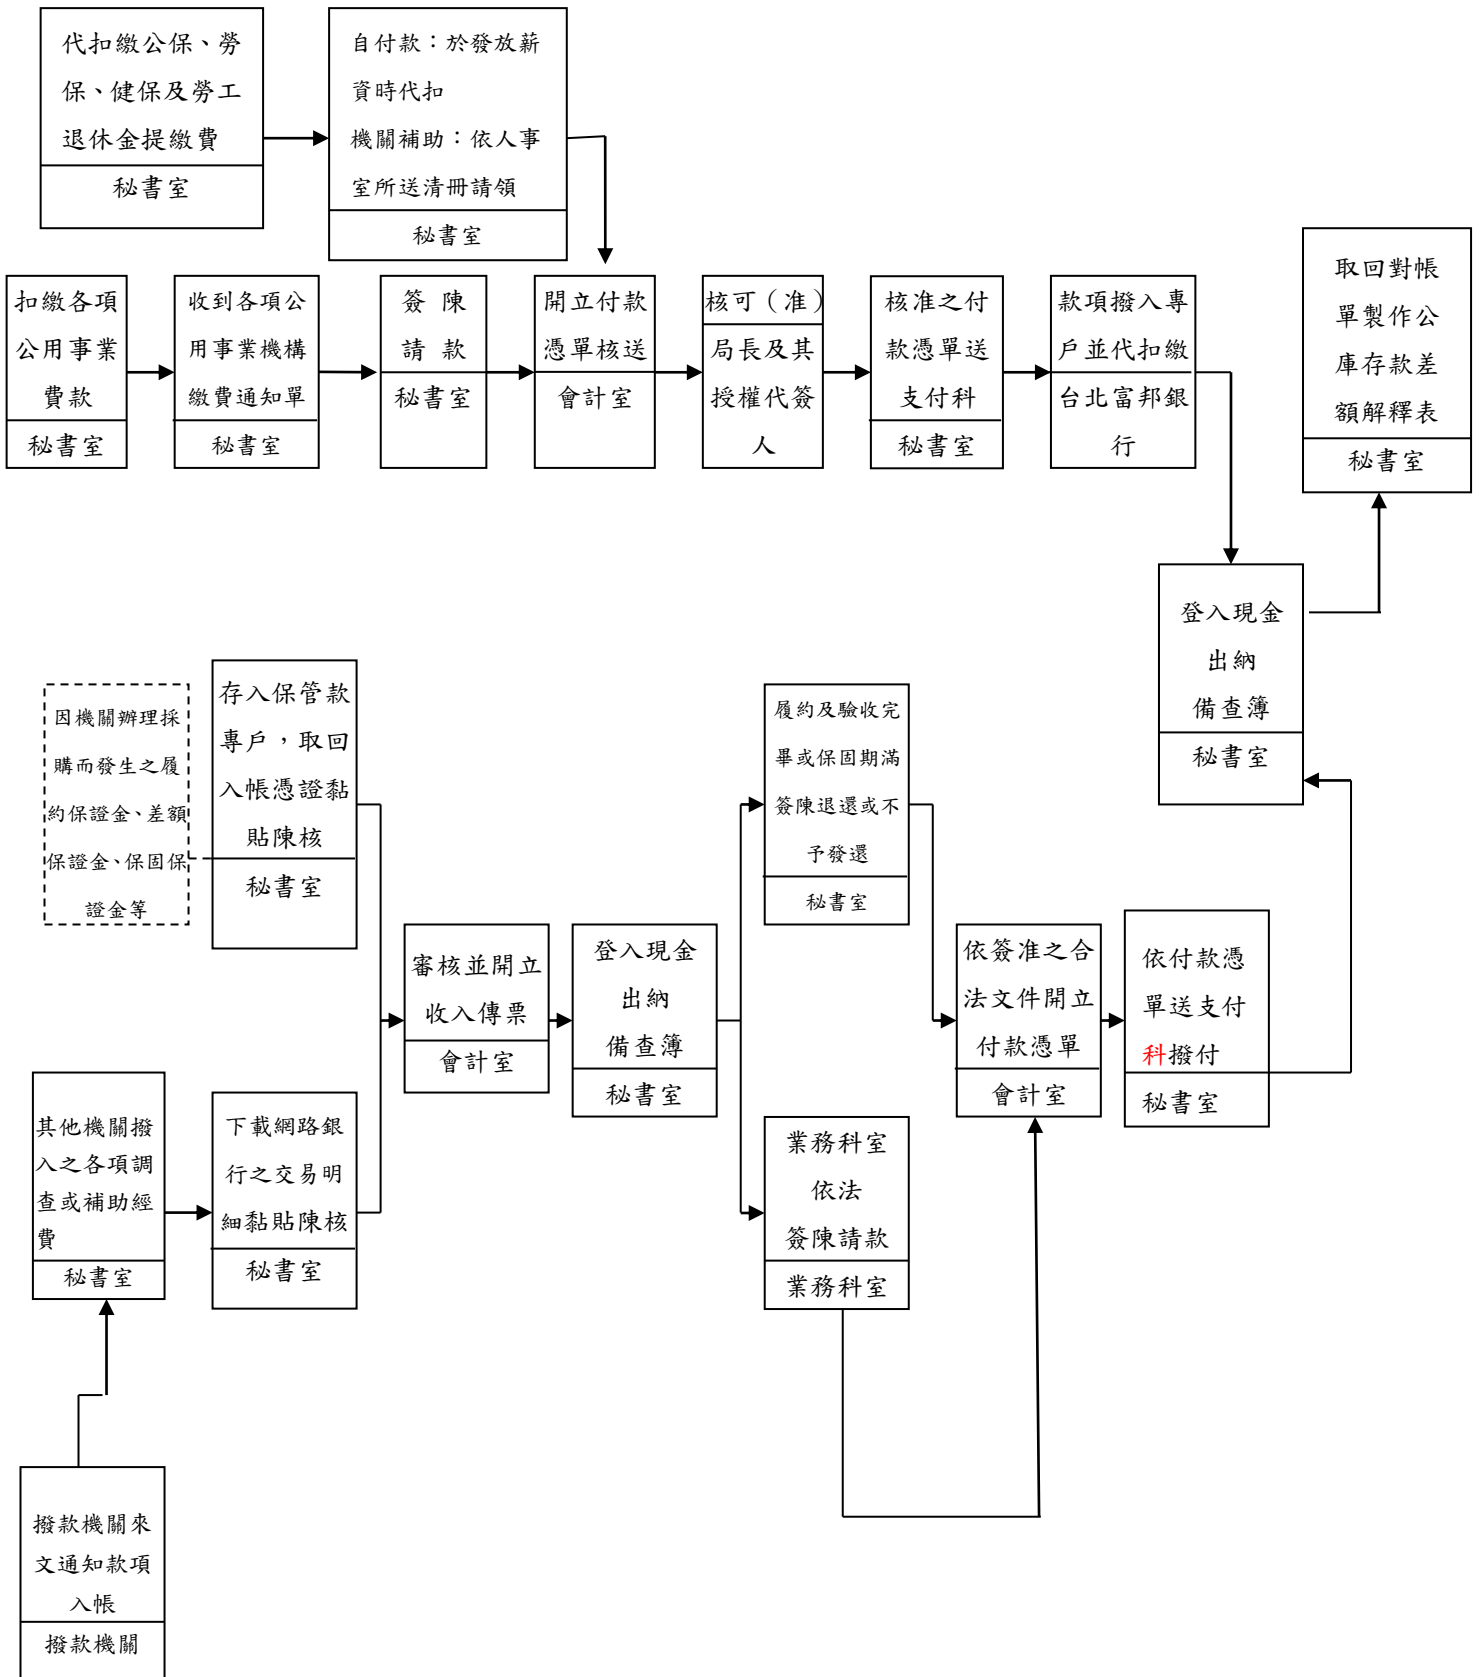 代扣繳公保、勞
保、健保及勞工
退休金提繳費
秘書室
自付款：於發放薪
資時代扣
機關補助：依人事
室所送清冊請領
秘書室
扣繳各項
公用事業
費款
秘書室
收到各項公
用事業機構
繳費通知單
秘書室
簽陳
請款
秘書室
開立付款
憑單核送
會計室
核可（准）
局長及其
授權代簽
人
核准之付
款憑單送
支付科
秘書室
款項撥入專
戶並代扣繳
台北富邦銀
行
取回對帳
單製作公
庫存款差
額解釋表
秘書室
登入現金
出納
備查簿
秘書室
因機關辦理採
購而發生之履
約保證金、差額
保證金、保固保
證金等
存入保管款
專戶，取回
入帳憑證黏
貼陳核
秘書室
履約及驗收完
畢或保固期滿
簽陳退還或不
予發還
秘書室
審核並開立
收入傳票
會計室
登入現金
出納
備查簿
秘書室
依簽准之合
法文件開立
付款憑單
會計室
依付款憑
單送支付
科撥付
秘書室
其他機關撥
入之各項調
查或補助經
費
秘書室
下載網路銀
行之交易明
細黏貼陳核
秘書室
業務科室
依法
簽陳請款
業務科室
撥款機關來
文通知款項
入帳
撥款機關